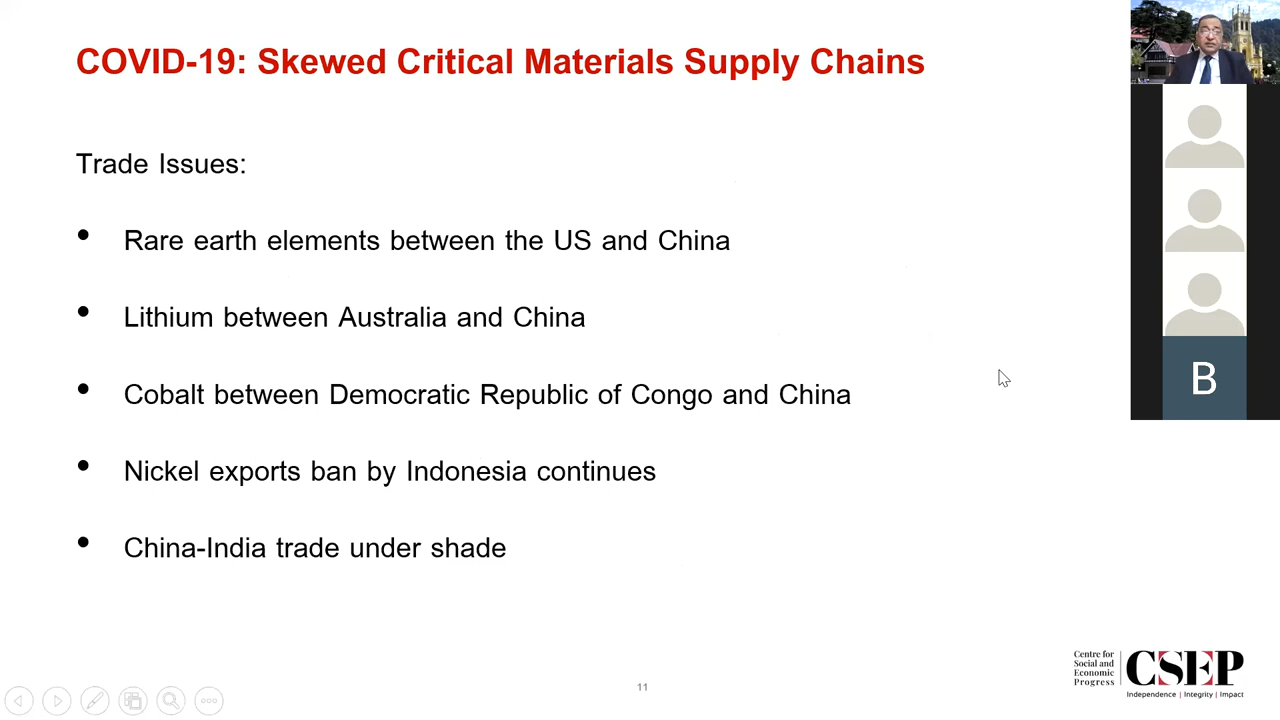 COVID-19: Skewed Critical Materials Supply Chains
Trade Issues:
• Rare earth elements between the US and China
• Lithium between Australia and China
• Cobalt between Democratic Republic of Congo and China
• Nickel exports ban by Indonesia continues
• China-India trade under shade
B
Centre for
Social and
Economic
Progress
CSEP
Independence | Integrity | Impact
11